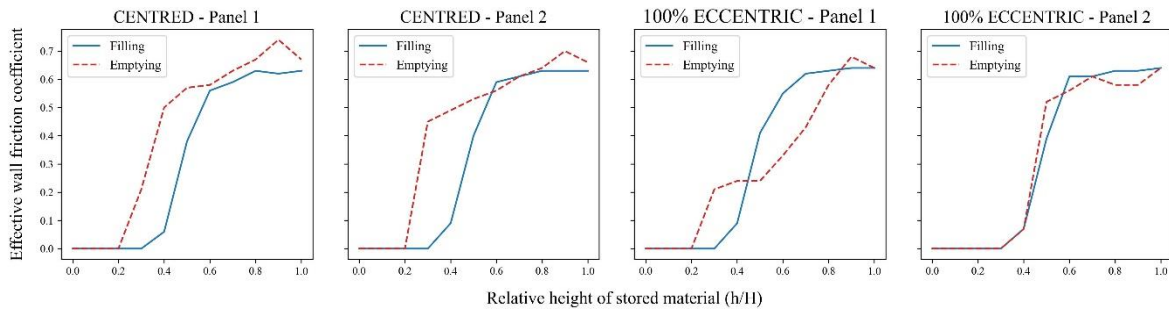 CENTRED - Panel 1
CENTRED - Panel 2
100% ECCENTRIC - Panel 1
100% ECCENTRIC - Panel 2
Effective wall friction coefficient
0.7
0.6
0.5
0.4
0.3
0.2
0.1
0.0
Filling
Emptying
Filling
Emptying
Filling
Emptying
Filling
Emptying
0.0 0.2 0.4 0.6 0.8 1.0
0.0 0.2 0.4 0.6 0.8 1.0
0.0 0.2 0.4 0.6 0.8 1.0
0.0 0.2 0.4 0.6 0.8 1.0
Relative height of stored material (h/H)